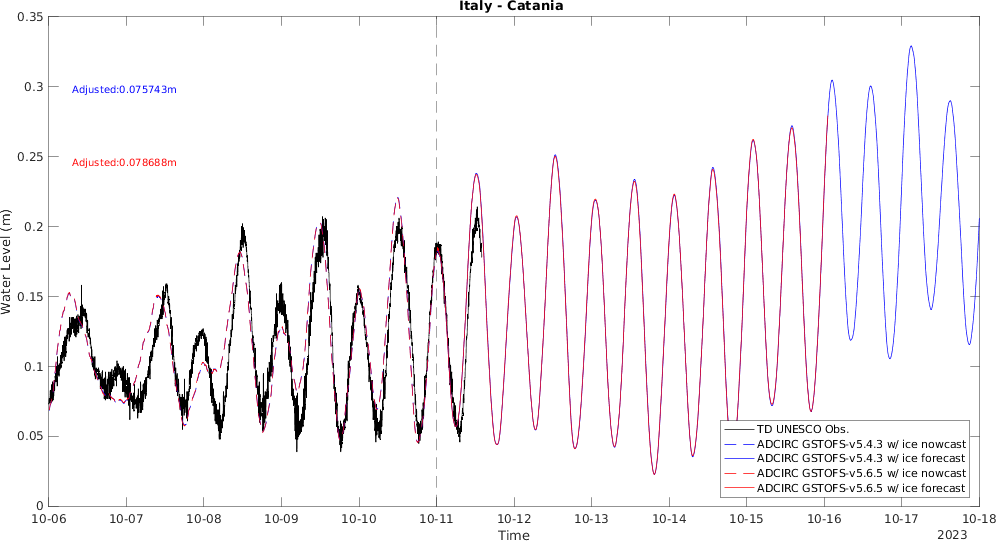 Italy - Catania
0.35
0.3
0.25
0.2
0.15
0.1
0.05
0
Water Level (m)
Adjusted:0.075743m
Adjusted:0.078688m
TD UNESCO Obs.
ADCIRC GSTOFS-v5.4.3 w/ ice nowcast
ADCIRC GSTOFS-v5.4.3 w/ ice forecast
ADCIRC GSTOFS-v5.6.5 w/ ice nowcast
ADCIRC GSTOFS-v5.6.5 w/ ice forecast
10-06 10-07 10-08 10-09 10-10 10-11 10-12 10-13 10-14 10-15 10-16 10-17 10-18
Time
2023